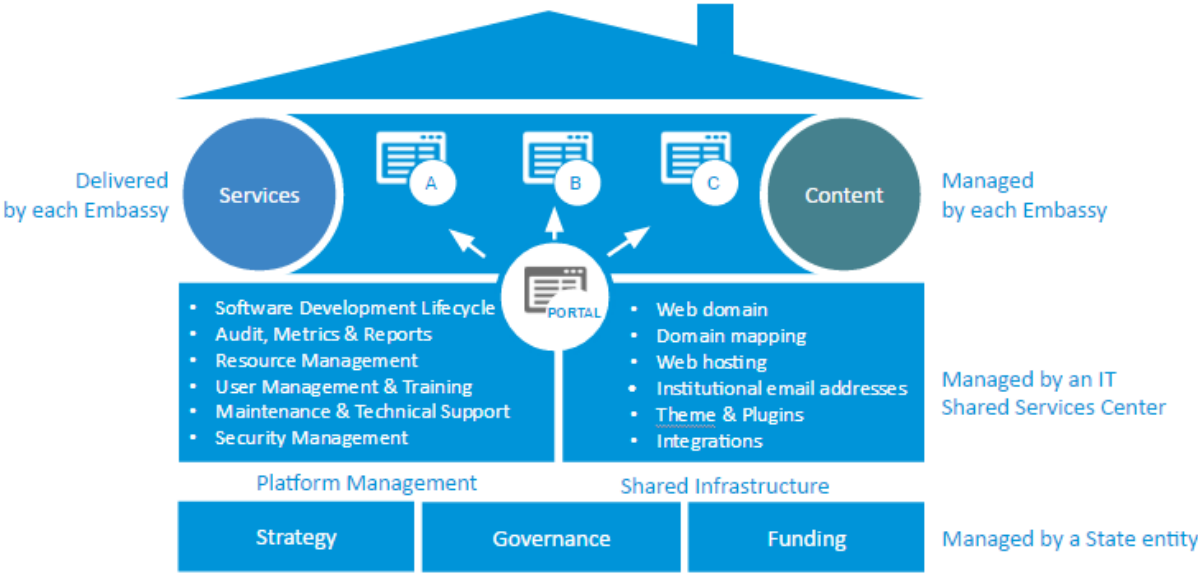 Delivered
by each Embassy
Services
A
B
C
Content
Managed
by each Embassy
PORTAL
• Software Development Lifecycle
• Audit, Metrics & Reports
• Resource Management
• User Management & Training
• Maintenance & Technical Support
• Security Management
• Web domain
• Domain mapping
• Web hosting
• Institutional email addresses
• Theme & Plugins
• Integrations
Managed by an IT
Shared Services Center
Platform Management
Shared Infrastructure
Strategy
Governance
Funding
Managed by a State entity